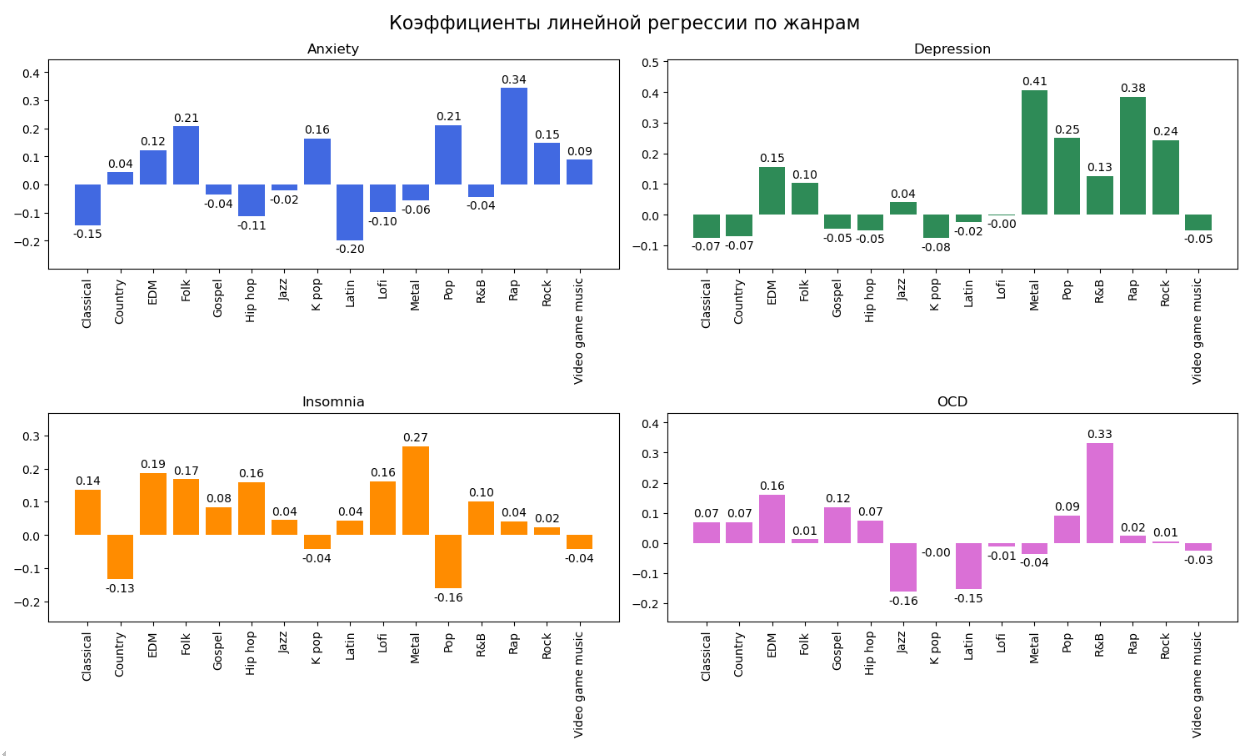 Коэффициенты линейной регрессии по жанрам
Anxiety
0.4
0.3
0.2
0.1
0.0
−0.1
−0.2
-0.15
0.04
0.12
0.21
-0.04
-0.11
-0.02
0.16
-0.20
-0.10
-0.06
0.21
-0.04
0.34
0.15
0.09
Classical
Country
EDM
Folk
Gospel
Hip hop
Jazz
K pop
Latin
Lofi
Metal
Pop
R&B
Rap
Rock
Video game music
Depression
0.5
0.4
0.3
0.2
0.1
0.0
−0.1
-0.07
-0.07
0.15
0.10
-0.05
-0.05
0.04
-0.08
-0.02
-0.00
0.41
0.25
0.13
0.38
0.24
-0.05
Classical
Country
EDM
Folk
Gospel
Hip hop
Jazz
K pop
Latin
Lofi
Metal
Pop
R&B
Rap
Rock
Video game music
Insomnia
0.3
0.2
0.1
0.0
−0.1
−0.2
0.14
-0.13
0.19
0.17
0.08
0.16
0.04
-0.04
0.04
0.16
0.27
-0.16
0.10
0.04
0.02
-0.04
Classical
Country
EDM
Folk
Gospel
Hip hop
Jazz
K pop
Latin
Lofi
Metal
Pop
R&B
Rap
Rock
Video game music
OCD
0.4
0.3
0.2
0.1
0.0
−0.1
−0.2
0.07
0.07
0.16
0.01
0.12
0.07
-0.16
-0.00
-0.15
-0.01
-0.04
0.09
0.33
0.02
0.01
-0.03
Classical
Country
EDM
Folk
Gospel
Hip hop
Jazz
K pop
Latin
Lofi
Metal
Pop
R&B
Rap
Rock
Video game music